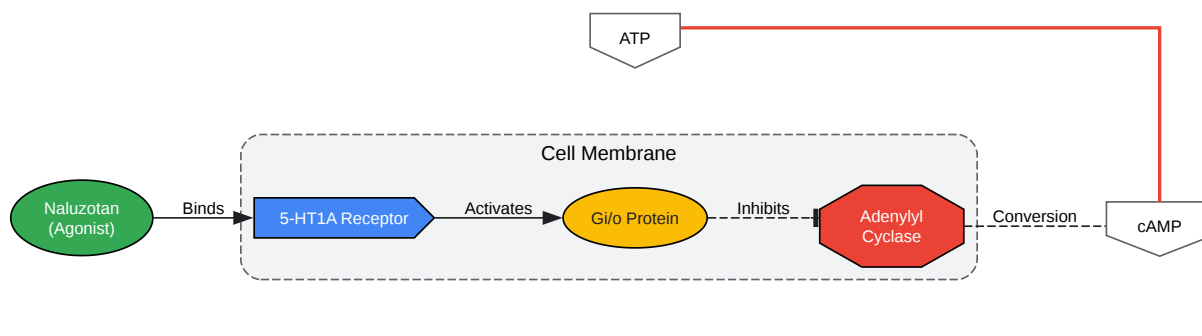 ATP
Cell Membrane
Naluzotan
(Agonist)
Binds
5-HT1A Receptor
Activates
Gi/o Protein
Inhibits
Adenylyl
Cyclase
Conversion
cAMP